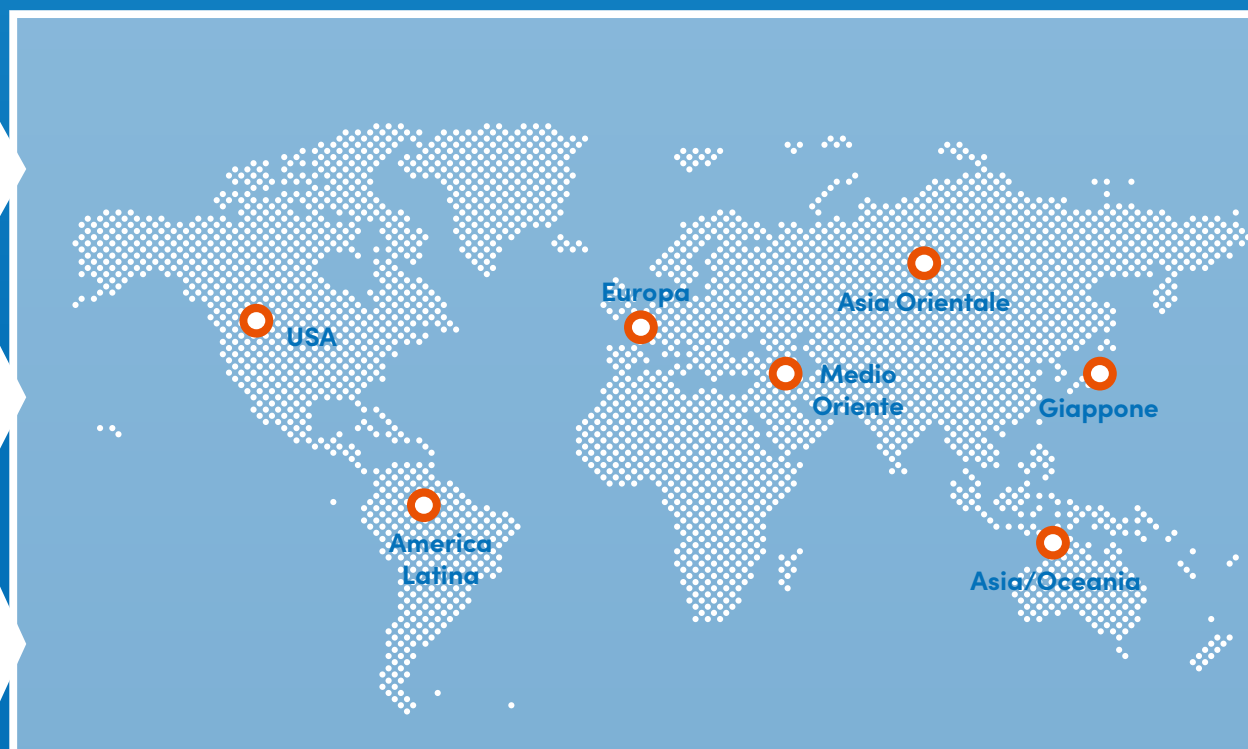 Europa
Asia Orientale
USA
Medio
Oriente
Giappone
America
Latina
Asia/Oceania